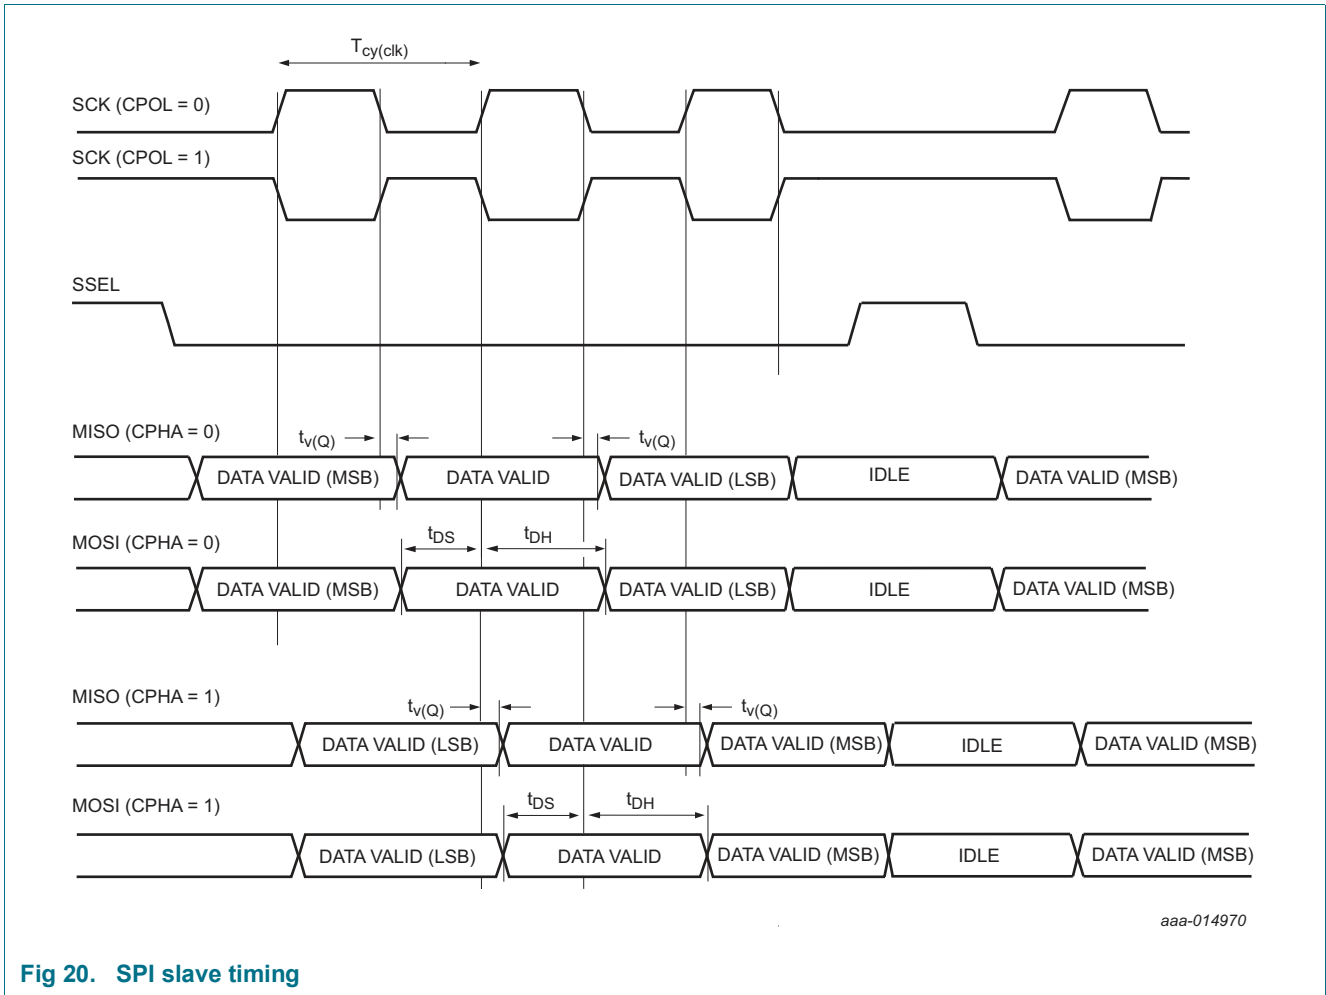 Tcy(clk)
SCK (CPOL = 0)
SCK (CPOL = 1)
SSEL
MISO (CPHA = 0)
tv(Q)
tv(Q)
DATA VALID (MSB) DATA VALID DATA VALID (LSB) IDLE DATA VALID (MSB)
MOSI (CPHA = 0)
tDS tDH
DATA VALID (MSB) DATA VALID DATA VALID (LSB) IDLE DATA VALID (MSB)
MISO (CPHA = 1)
tv(Q)
tv(Q)
DATA VALID (LSB) DATA VALID DATA VALID (MSB) IDLE DATA VALID (MSB)
MOSI (CPHA = 1)
tDS tDH
DATA VALID (LSB) DATA VALID DATA VALID (MSB) IDLE DATA VALID (MSB)
aaa-014970
Fig 20. SPI slave timing